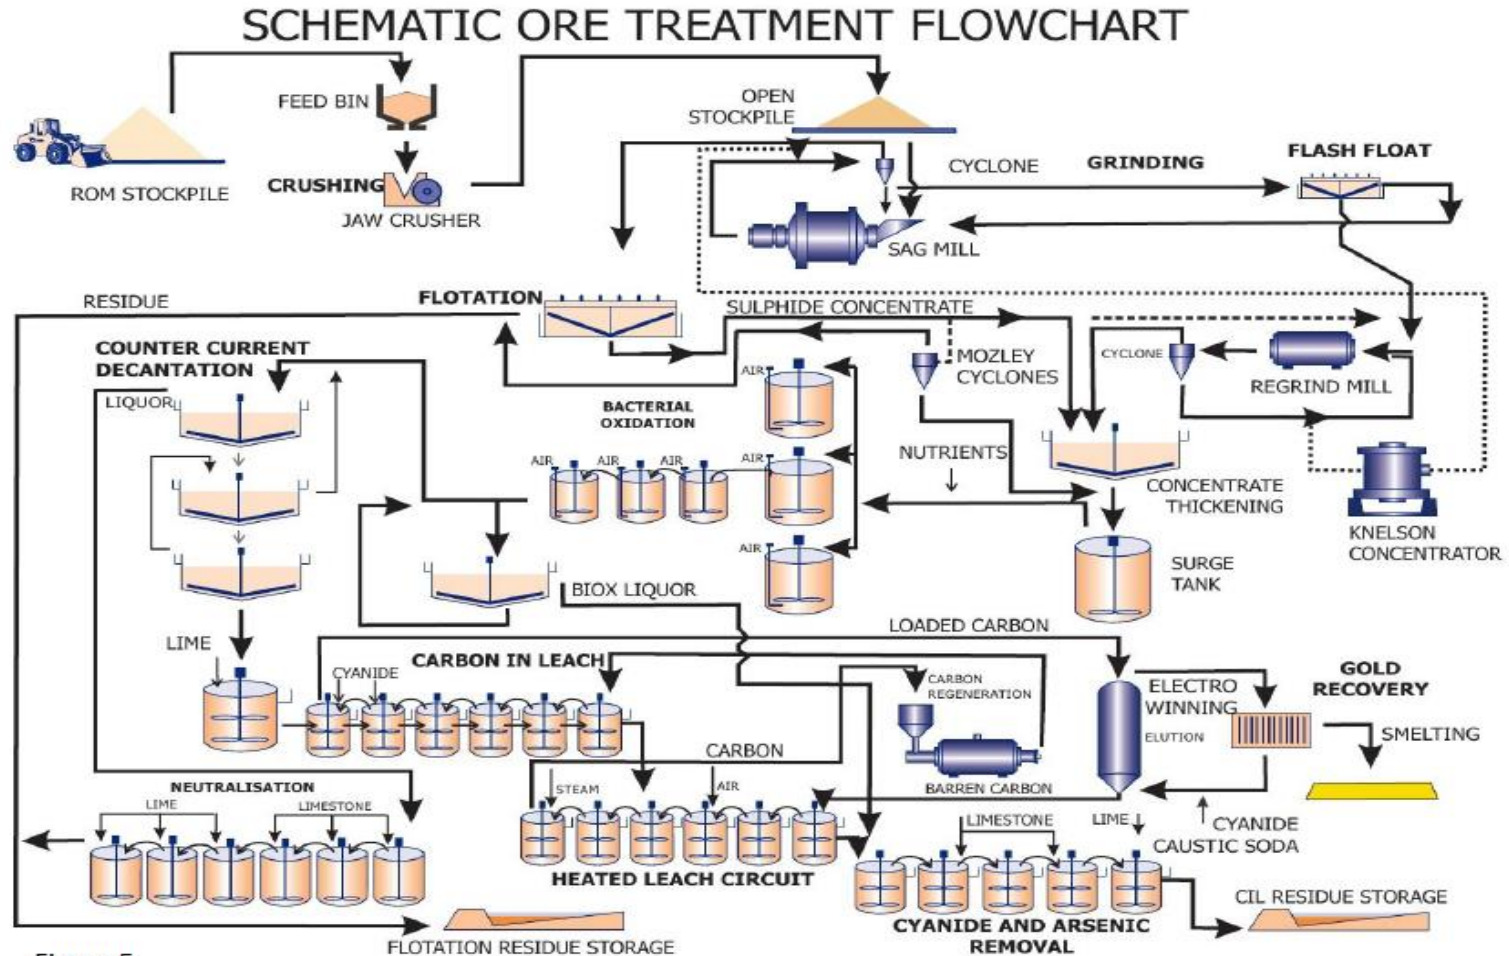 SCHEMATIC ORE TREATMENT FLOWCHART
FEED BIN
OPEN
STOCKPILE
ROM STOCKPILE
CRUSHING
JAW CRUSHER
CYCLONE
GRINDING
FLASH FLOAT
SAG MILL
RESIDUE
FLOTATION
SULPHIDE CONCENTRATE
COUNTER CURRENT
DECANTATION
LIQUOR
MOZLEY
CYCLONES
CYCLONE
REGRIND MILL
AIR
BACTERIAL
OXIDATION
AIR
AIR
AIR
AIR
NUTRIENTS
CONCENTRATE
THICKENING
KNELSON
CONCENTRATOR
AIR
SURGE
TANK
BIOX LIQUOR
LIME
LOADED CARBON
CARBON IN LEACH
CYANIDE
CARBON
REGENERATION
ELECTRO
WINNING
GOLD
RECOVERY
ELUTION
SMELTING
CARBON
NEUTRALISATION
STEAM
AIR
BARREN CARBON
LIME
LIMESTONE
LIMESTONE
LIME
CYANIDE
CAUSTIC SODA
HEATED LEACH CIRCUIT
CIL RESIDUE STORAGE
CYANIDE AND ARSENIC
REMOVAL
FLOTATION RESIDUE STORAGE